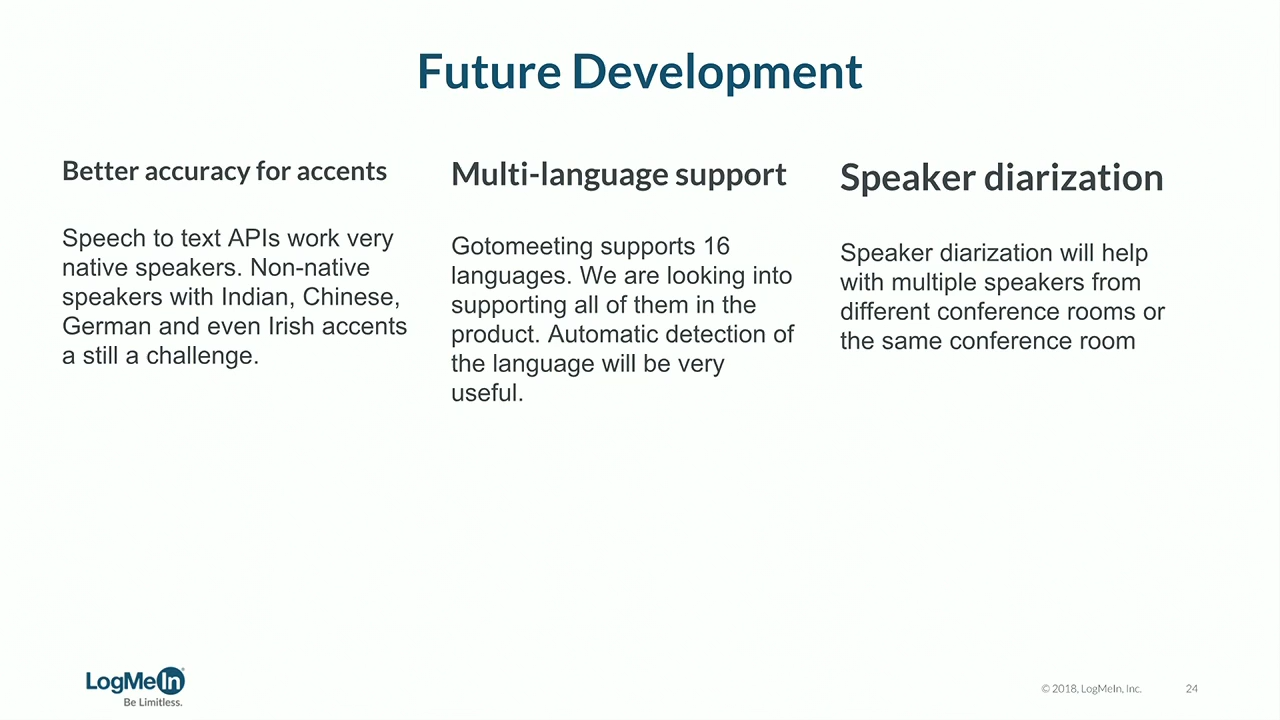 Future Development
Better accuracy for accents
Speech to text APIs work very
native speakers. Non-native
speakers with Indian, Chinese,
German and even Irish accents
a still a challenge.
Multi-language support
Gotomeeting supports 16
languages. We are looking into
supporting all of them in the
product. Automatic detection of
the language will be very
useful.
Speaker diarization
Speaker diarization will help
with multiple speakers from
different conference rooms or
the same conference room
LogMeIn®
Be Limitless.
© 2018, LogMeIn, Inc.
24